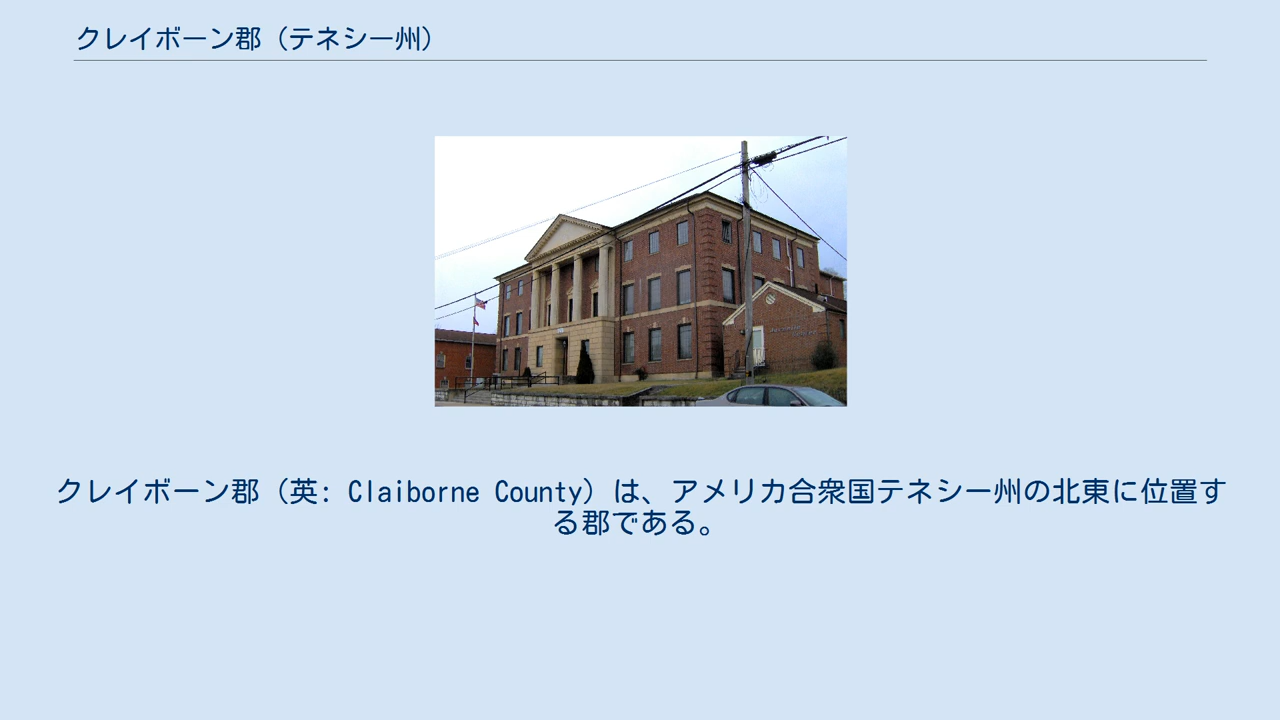 クレイボーン郡（テネシー州）
クレイボーン郡（英: Claiborne County）は、アメリカ合衆国テネシー州の北東に位置す
る郡である。